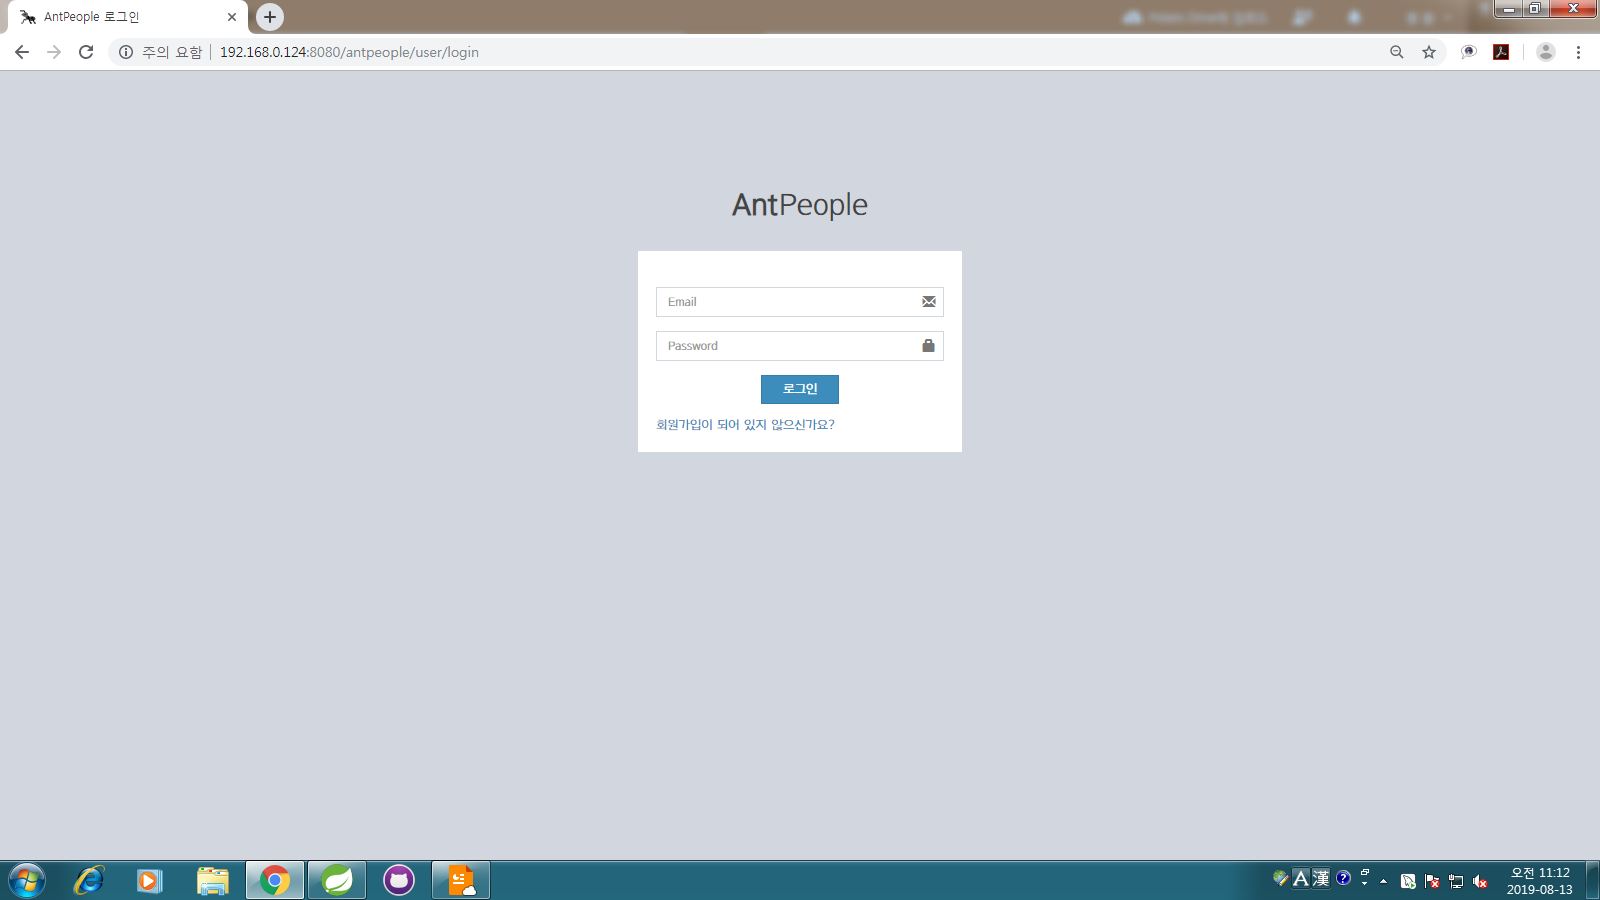 AntPeople 로그인
주의 요함 192.168.0.124:8080/antpeople/user/login
AntPeople
Email
Password
로그인
회원가입이 되어 있지 않으신가요?
A 漢
오전 11:12
2019-08-13